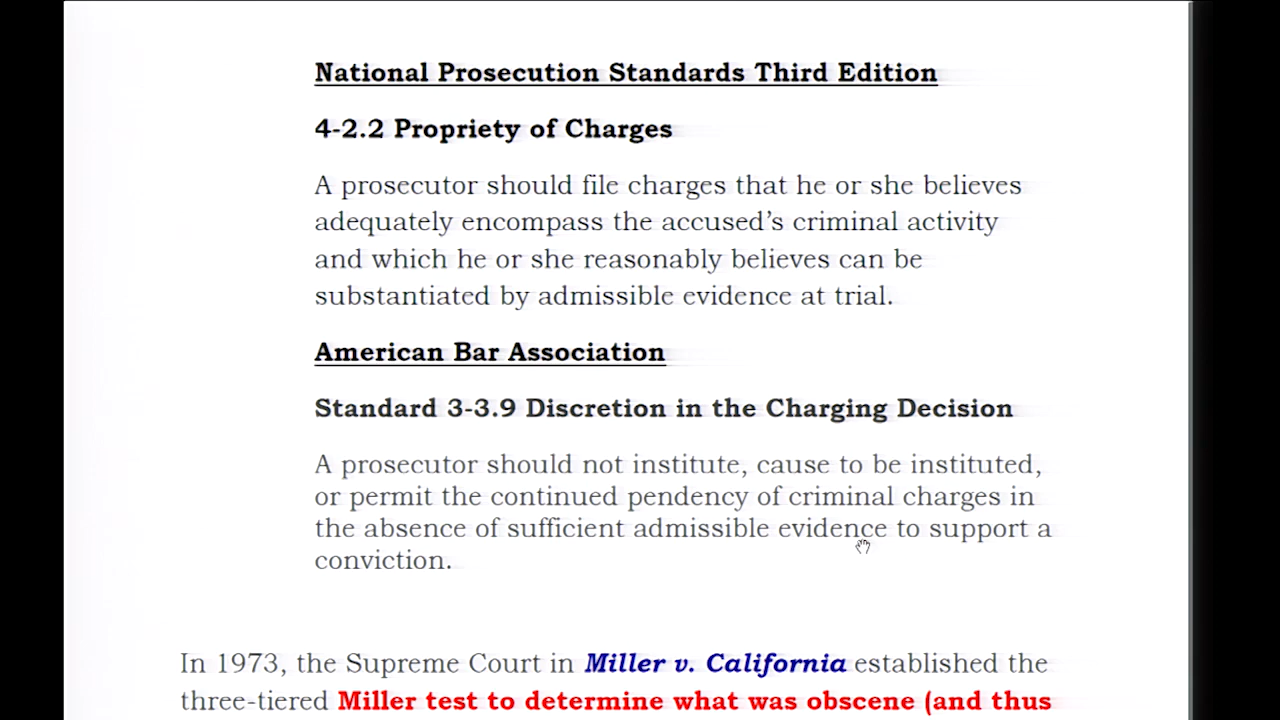 National Prosecution Standards Third Edition
4-2.2 Propriety of Charges
A prosecutor should file charges that he or she believes
adequately encompass the accused’s criminal activity
and which he or she reasonably believes can be
substantiated by admissible evidence at trial.
American Bar Association
Standard 3-3.9 Discretion in the Charging Decision
A prosecutor should not institute, cause to be instituted,
or permit the continued pendency of criminal charges in
the absence of sufficient admissible evidence to support a
conviction.
In 1973, the Supreme Court in Miller v. California established the
three-tiered Miller test to determine what was obscene (and thus